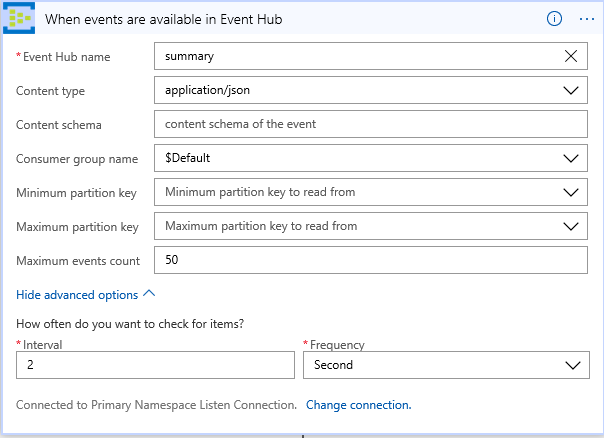 When events are available in Event Hub
* Event Hub name summary
Content type application/json
Content schema content schema of the event
Consumer group name $Default
Minimum partition key Minimum partition key to read from
Maximum partition key Maximum partition key to read from
Maximum events count 50
Hide advanced options
How often do you want to check for items?
* Interval * Frequency
2 Second
Connected to Primary Namespace Listen Connection. Change connection.